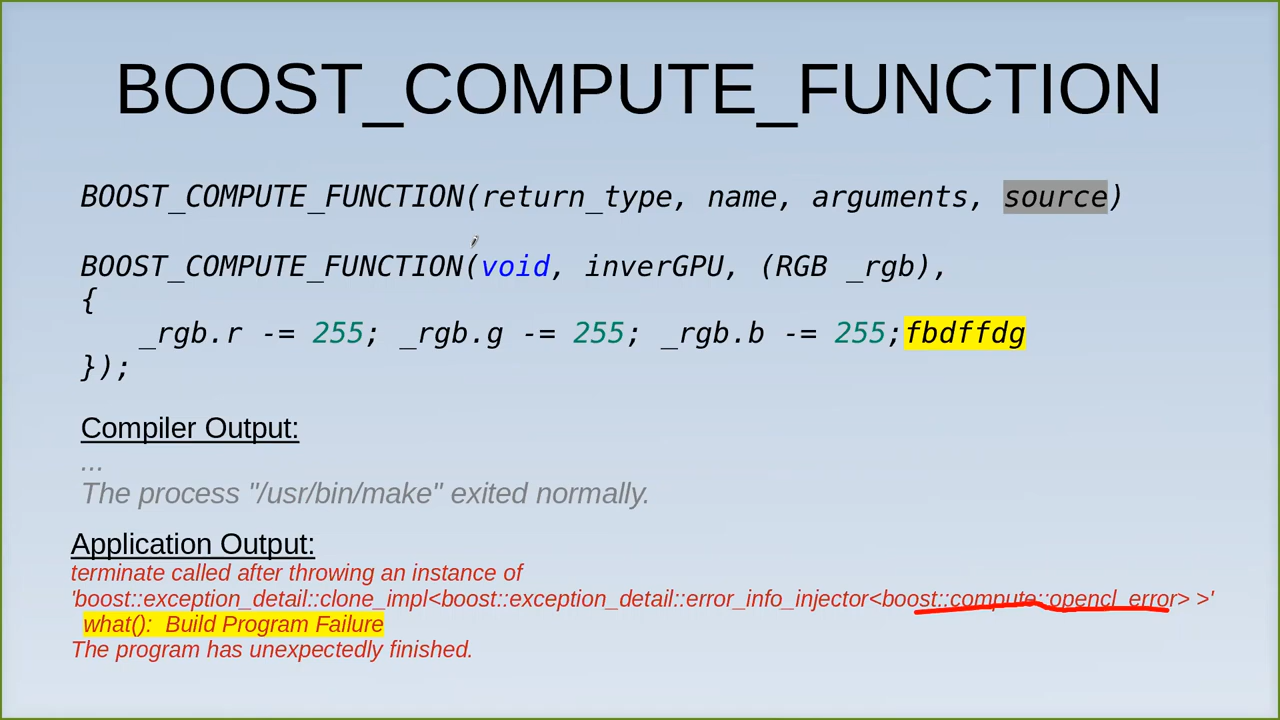 BOOST_COMPUTE_FUNCTION
BOOST_COMPUTE_FUNCTION(return_type, name, arguments, source)
BOOST_COMPUTE_FUNCTION(void, inverGPU, (RGB _rgb),
{
_rgb.r -= 255; _rgb.g -= 255; _rgb.b -= 255;fbdffdg
});
Compiler Output:
...
The process "/usr/bin/make" exited normally.
Application Output:
terminate called after throwing an instance of
'boost::exception_detail::clone_impl<boost::exception_detail::error_info_injector<boost::compute::opencl_error> >'
what(): Build Program Failure
The program has unexpectedly finished.